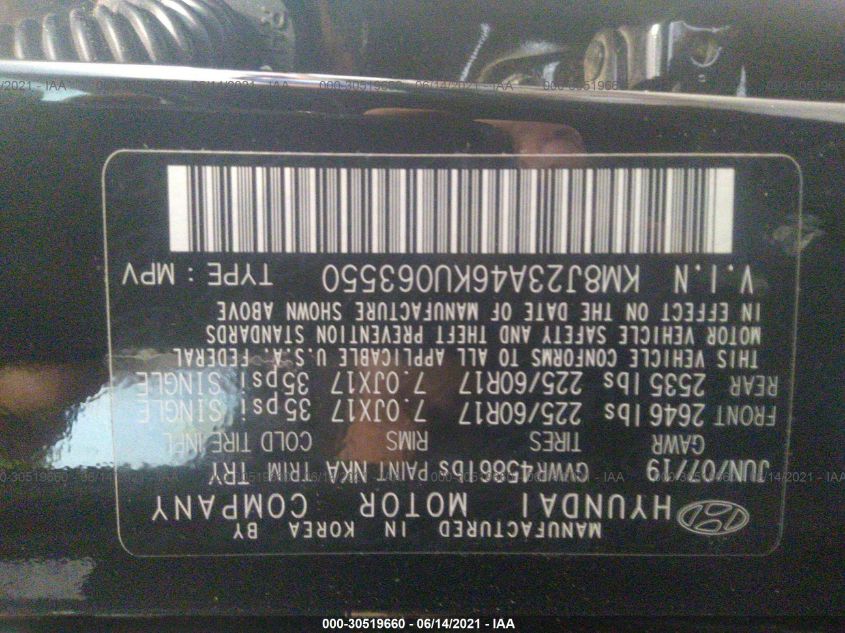 MANUFACTURED IN KOREA BY
HYUNDAI MOTOR COMPANY
JUN/07/19 GVWR4586lbs PAINT NKA TRIM TRY
GAWR TIRES RIMS COLD TIRE INFL
FRONT 2646lbs 225/60R17 7.0JX17 35psi SINGLE
REAR 2535lbs 225/60R17 7.0JX17 35psi SINGLE
THIS VEHICLE CONFORMS TO ALL APPLICABLE U.S.A. FEDERAL
MOTOR VEHICLE SAFETY AND THEFT PREVENTION STANDARDS
IN EFFECT ON THE DATE OF MANUFACTURE SHOWN ABOVE
V.I.N KM8J23A46KU063550 TYPE : MPV
000-30519660 - 06/14/2021 - IAA